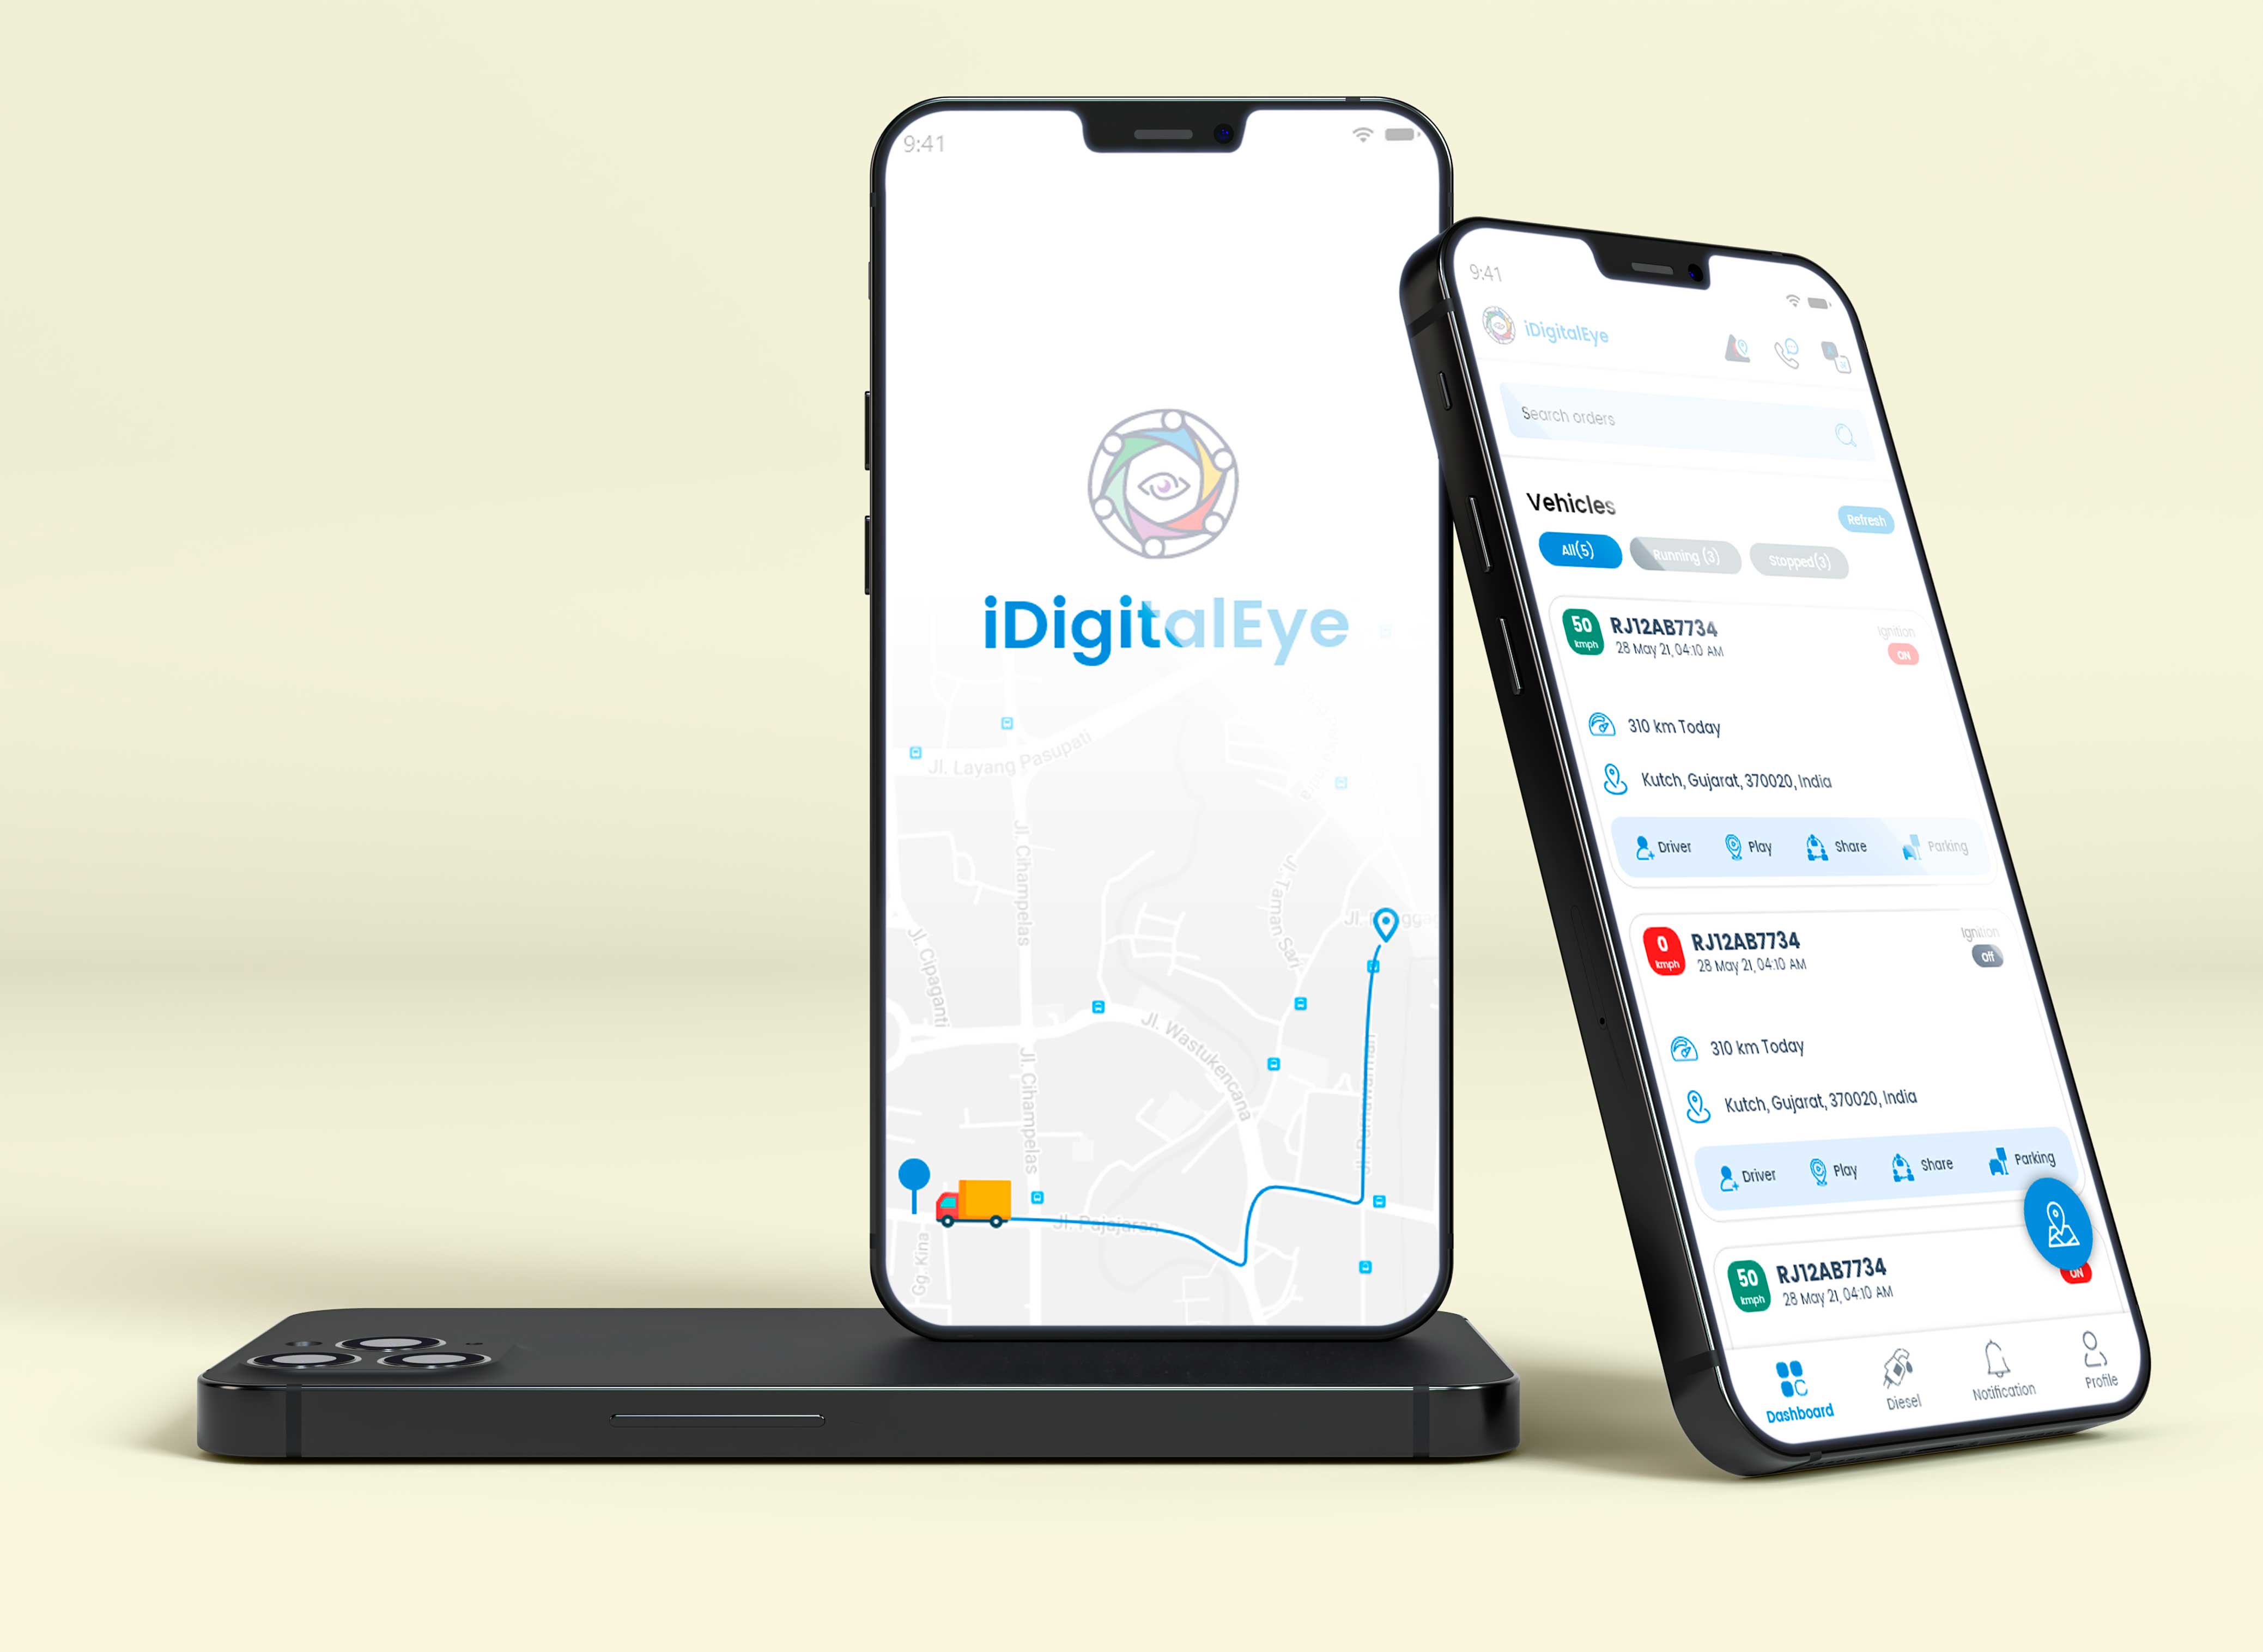 9:41
iDigitalEye
Jl. Layang Pasupati
Jl. Cihampelas
Jl. Taman Sari
Jl. Cipaganti
Jl. Wastukencana
Jl. Cihampelas
Jl. Pajajaran
Gg. Kina
9:41
iDigitalEye
Search orders
Vehicles
Refresh
All(5) Running (3) Stopped(3)
50 kmph
RJ12AB7734
28 May 21, 04:10 AM
Ignition
ON
310 km Today
Kutch, Gujarat, 370020, India
Driver Play Share Parking
0 kmph
RJ12AB7734
28 May 21, 04:10 AM
Ignition
Off
310 km Today
Kutch, Gujarat, 370020, India
Driver Play Share Parking
50 kmph
RJ12AB7734
28 May 21, 04:10 AM
ON
Dashboard Diesel Notification Profile